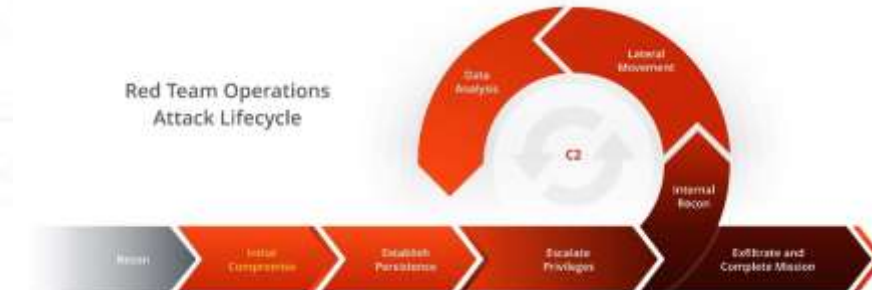 Red Team Operations
Attack Lifecycle
Data
Analysis
Lateral
Movement
C2
Internal
Recon
Recon
Initial
Compromise
Establish
Persistence
Escalate
Privileges
Exfiltrate and
Complete Mission